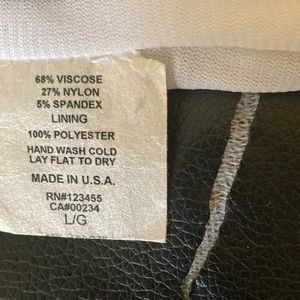 68% VISCOSE
27% NYLON
5% SPANDEX
LINING
100% POLYESTER
HAND WASH COLD
LAY FLAT TO DRY
MADE IN U.S.A.
RN#123455
CA#00234
L/G